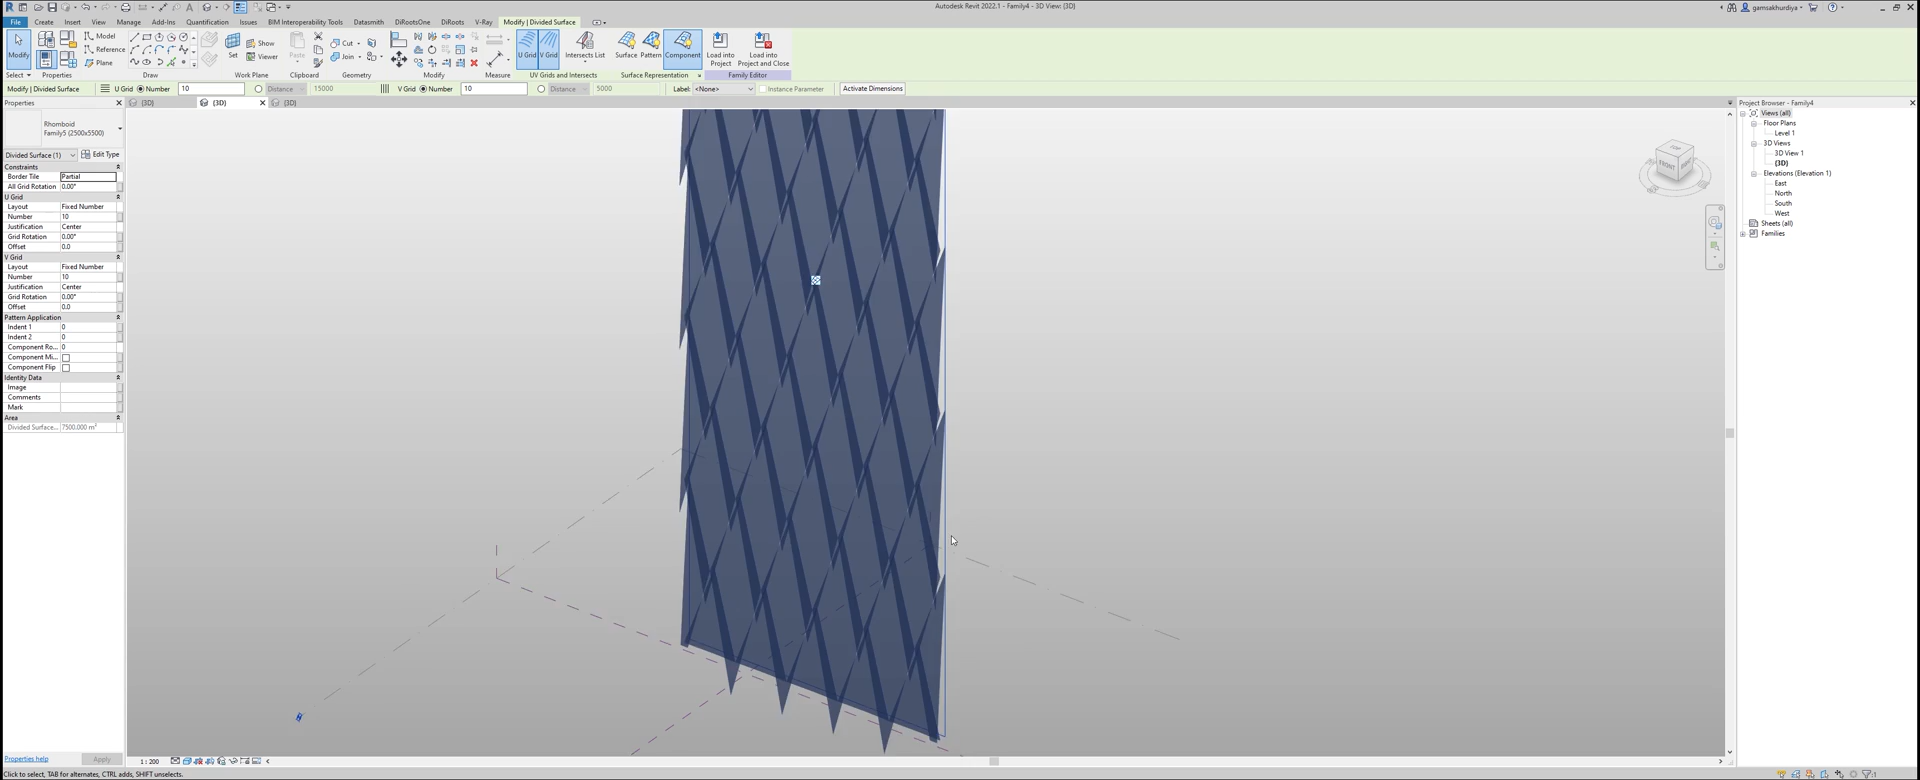 Autodesk Revit 2022.1 - Family4 - 3D View: {3D}
gamsakhurdiya
File Create Insert View Manage Add-Ins Quantification Issues BIM Interoperability Tools Datasmith DiRootsOne DiRoots V-Ray Modify | Divided Surface
Modify
Model
Reference
Plane
Set
Show
Viewer
Paste
Cut
Join
U Grid V Grid
Intersects List
Surface Pattern Component
Load into Project
Load into Project and Close
Select Properties Draw Work Plane Clipboard Geometry Modify Measure UV Grids and Intersects Surface Representation Family Editor
Modify | Divided Surface U Grid Number 10 Distance 15000 V Grid Number 10 Distance 5000 Label: <None> Instance Parameter Activate Dimensions
Properties
{3D} {3D} {3D}
Rhomboid
Family5 (2500x5500)
Divided Surface (1) Edit Type
Constraints
Border Tile Partial
All Grid Rotation 0.00°
U Grid
Layout Fixed Number
Number 10
Justification Center
Grid Rotation 0.00°
Offset 0.0
V Grid
Layout Fixed Number
Number 10
Justification Center
Grid Rotation 0.00°
Offset 0.0
Pattern Application
Indent 1 0
Indent 2 0
Component Ro... 0
Component Mi...
Component Flip
Identity Data
Image
Comments
Mark
Area
Divided Surface... 7500.000 m²
Properties help Apply
TOP
FRONT
RIGHT
Project Browser - Family4
Views (all)
Floor Plans
Level 1
3D Views
3D View 1
{3D}
Elevations (Elevation 1)
East
North
South
West
Sheets (all)
Families
1 : 200
Click to select, TAB for alternates, CTRL adds, SHIFT unselects.
:1